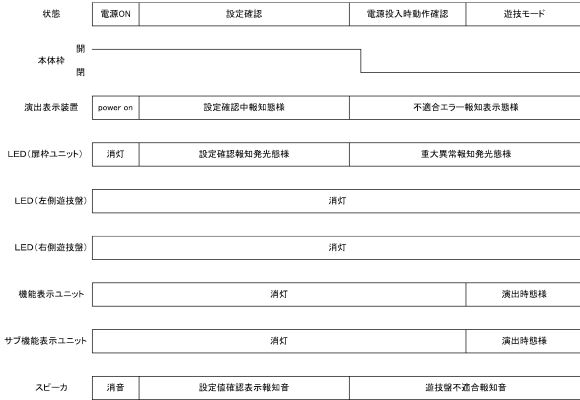 状態 電源ON 設定確認 電源投入時動作確認 遊技モード
開
本体枠
閉
演出表示装置 power on 設定確認中報知態様 不適合エラー報知表示態様
LED(扉枠ユニット) 消灯 設定確認報知発光態様 重大異常報知発光態様
LED(左側遊技盤) 消灯
LED(右側遊技盤) 消灯
機能表示ユニット 消灯 演出時態様
サブ機能表示ユニット 消灯 演出時態様
スピーカ 消音 設定値確認表示報知音 遊技盤不適合報知音